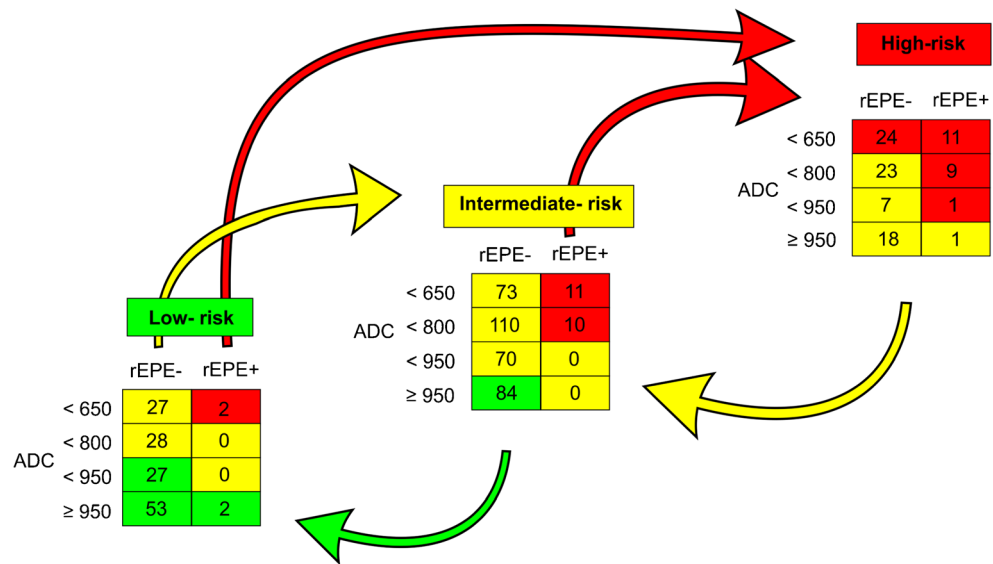 High-risk
rEPE- rEPE+
< 650 24 11
< 800 23 9
ADC
< 950 7 1
≥ 950 18 1
Intermediate- risk
rEPE- rEPE+
< 650 73 11
ADC < 800 110 10
< 950 70 0
≥ 950 84 0
Low- risk
rEPE- rEPE+
< 650 27 2
< 800 28 0
ADC
< 950 27 0
≥ 950 53 2